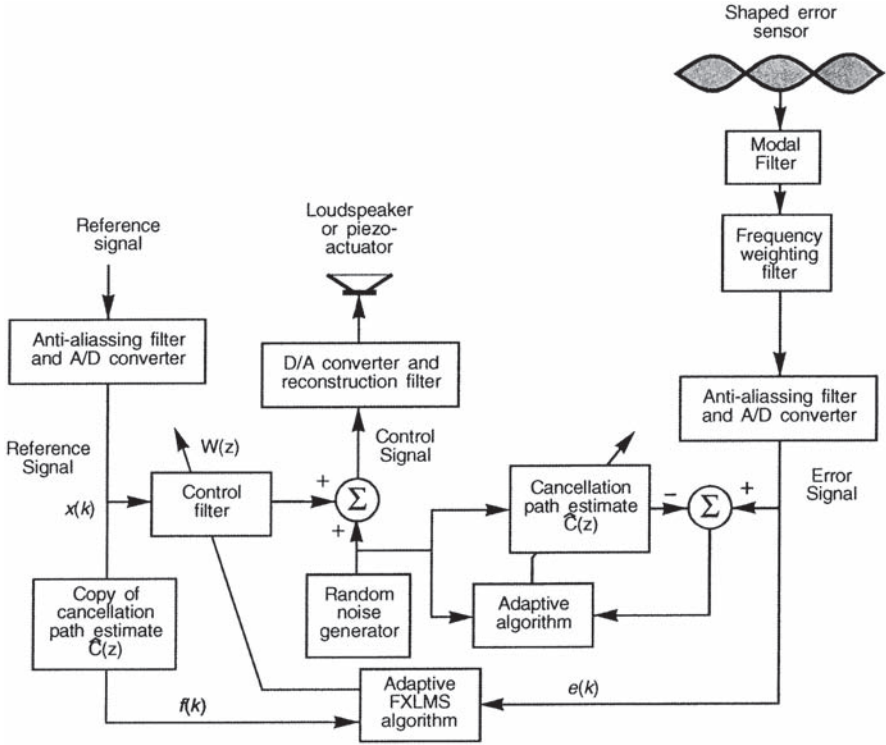 Shaped error
sensor
Modal
Filter
Frequency
weighting
filter
Reference
signal
Loudspeaker
or piezo-
actuator
Anti-aliassing filter
and A/D converter
D/A converter and
reconstruction filter
Anti-aliassing filter
and A/D converter
Reference
Signal
x(k)
W(z)
Control
filter
Control
Signal
+
Σ
+
Cancellation
path estimate
Ĉ(z)
−
Σ
+
Error
Signal
Copy of
cancellation
path estimate
Ĉ(z)
Random
noise
generator
Adaptive
algorithm
f(k)
Adaptive
FXLMS
algorithm
e(k)